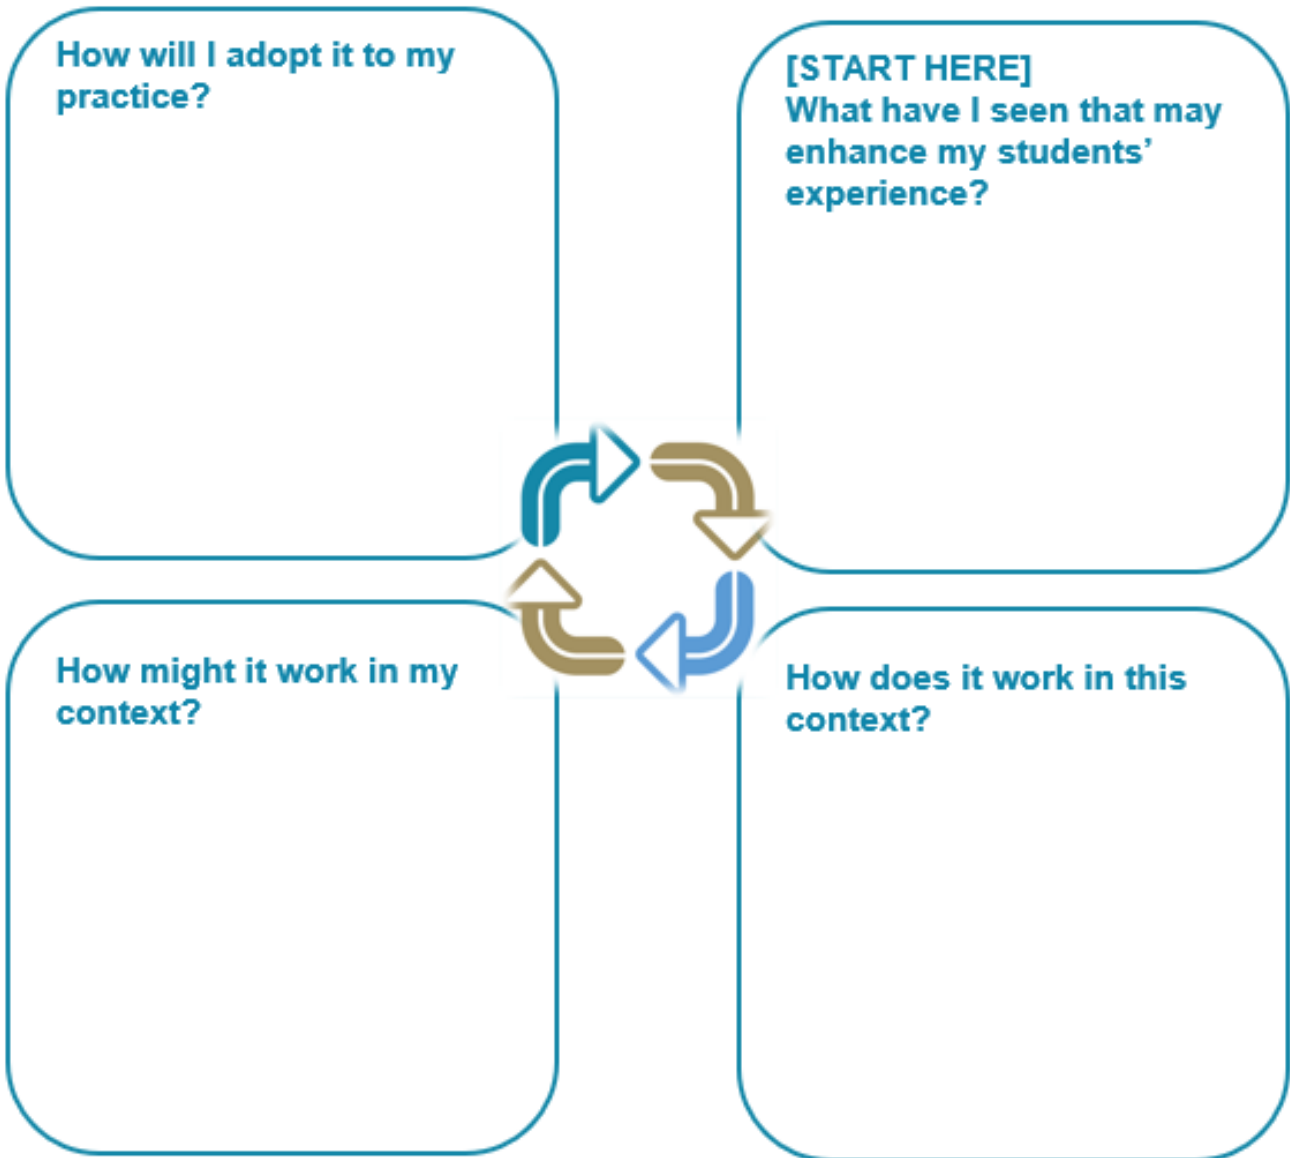 How will I adopt it to my
practice?
[START HERE]
What have I seen that may
enhance my students’
experience?
How might it work in my
context?
How does it work in this
context?